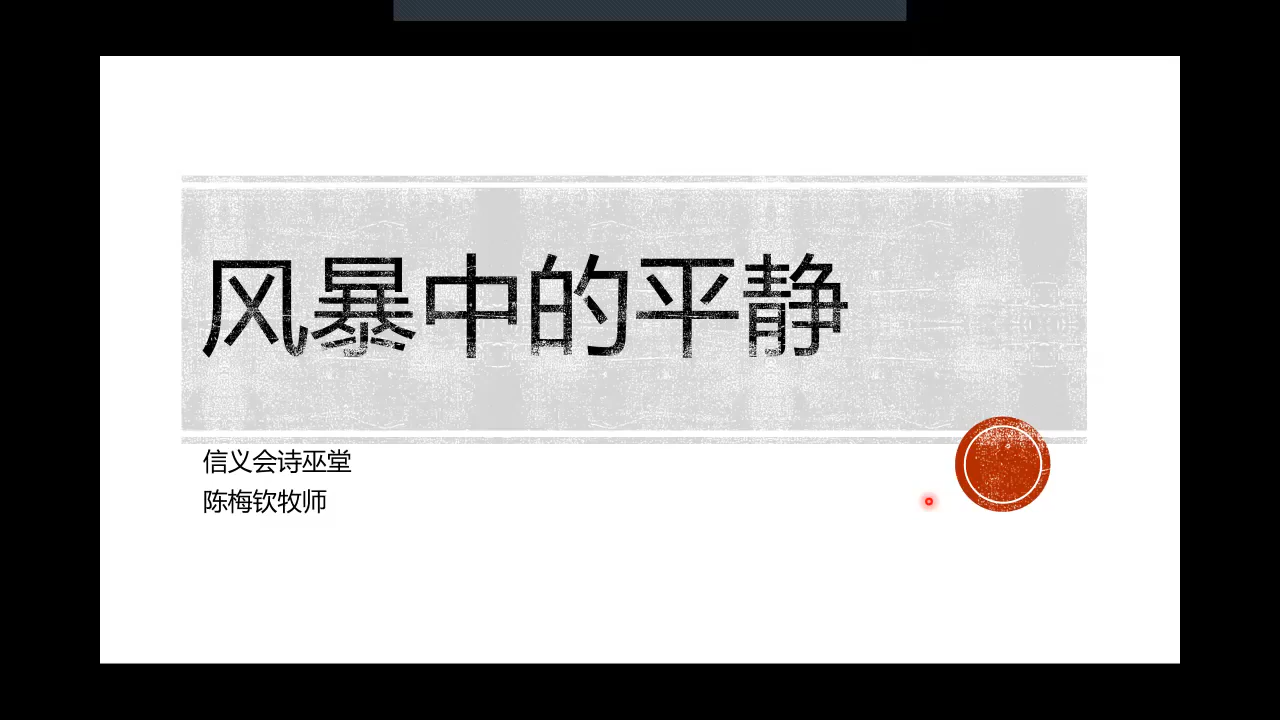 风暴中的平静
信义会诗巫堂
陈梅钦牧师